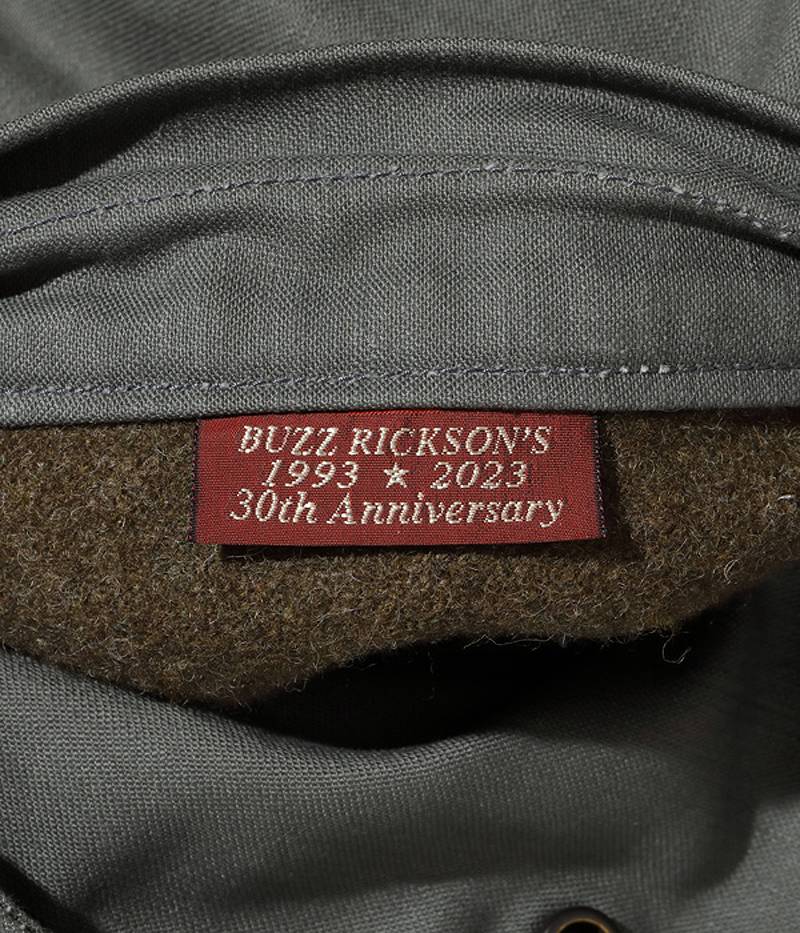 BUZZ RICKSON'S
1993 ★ 2023
30th Anniversary